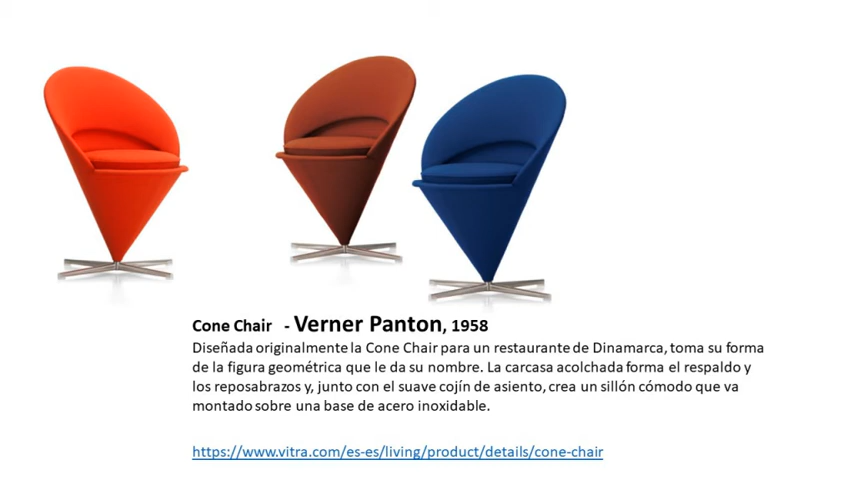 Cone Chair - Verner Panton, 1958
Diseñada originalmente la Cone Chair para un restaurante de Dinamarca, toma su forma
de la figura geométrica que le da su nombre. La carcasa acolchada forma el respaldo y
los reposabrazos y, junto con el suave cojín de asiento, crea un sillón cómodo que va
montado sobre una base de acero inoxidable.
https://www.vitra.com/es-es/living/product/details/cone-chair